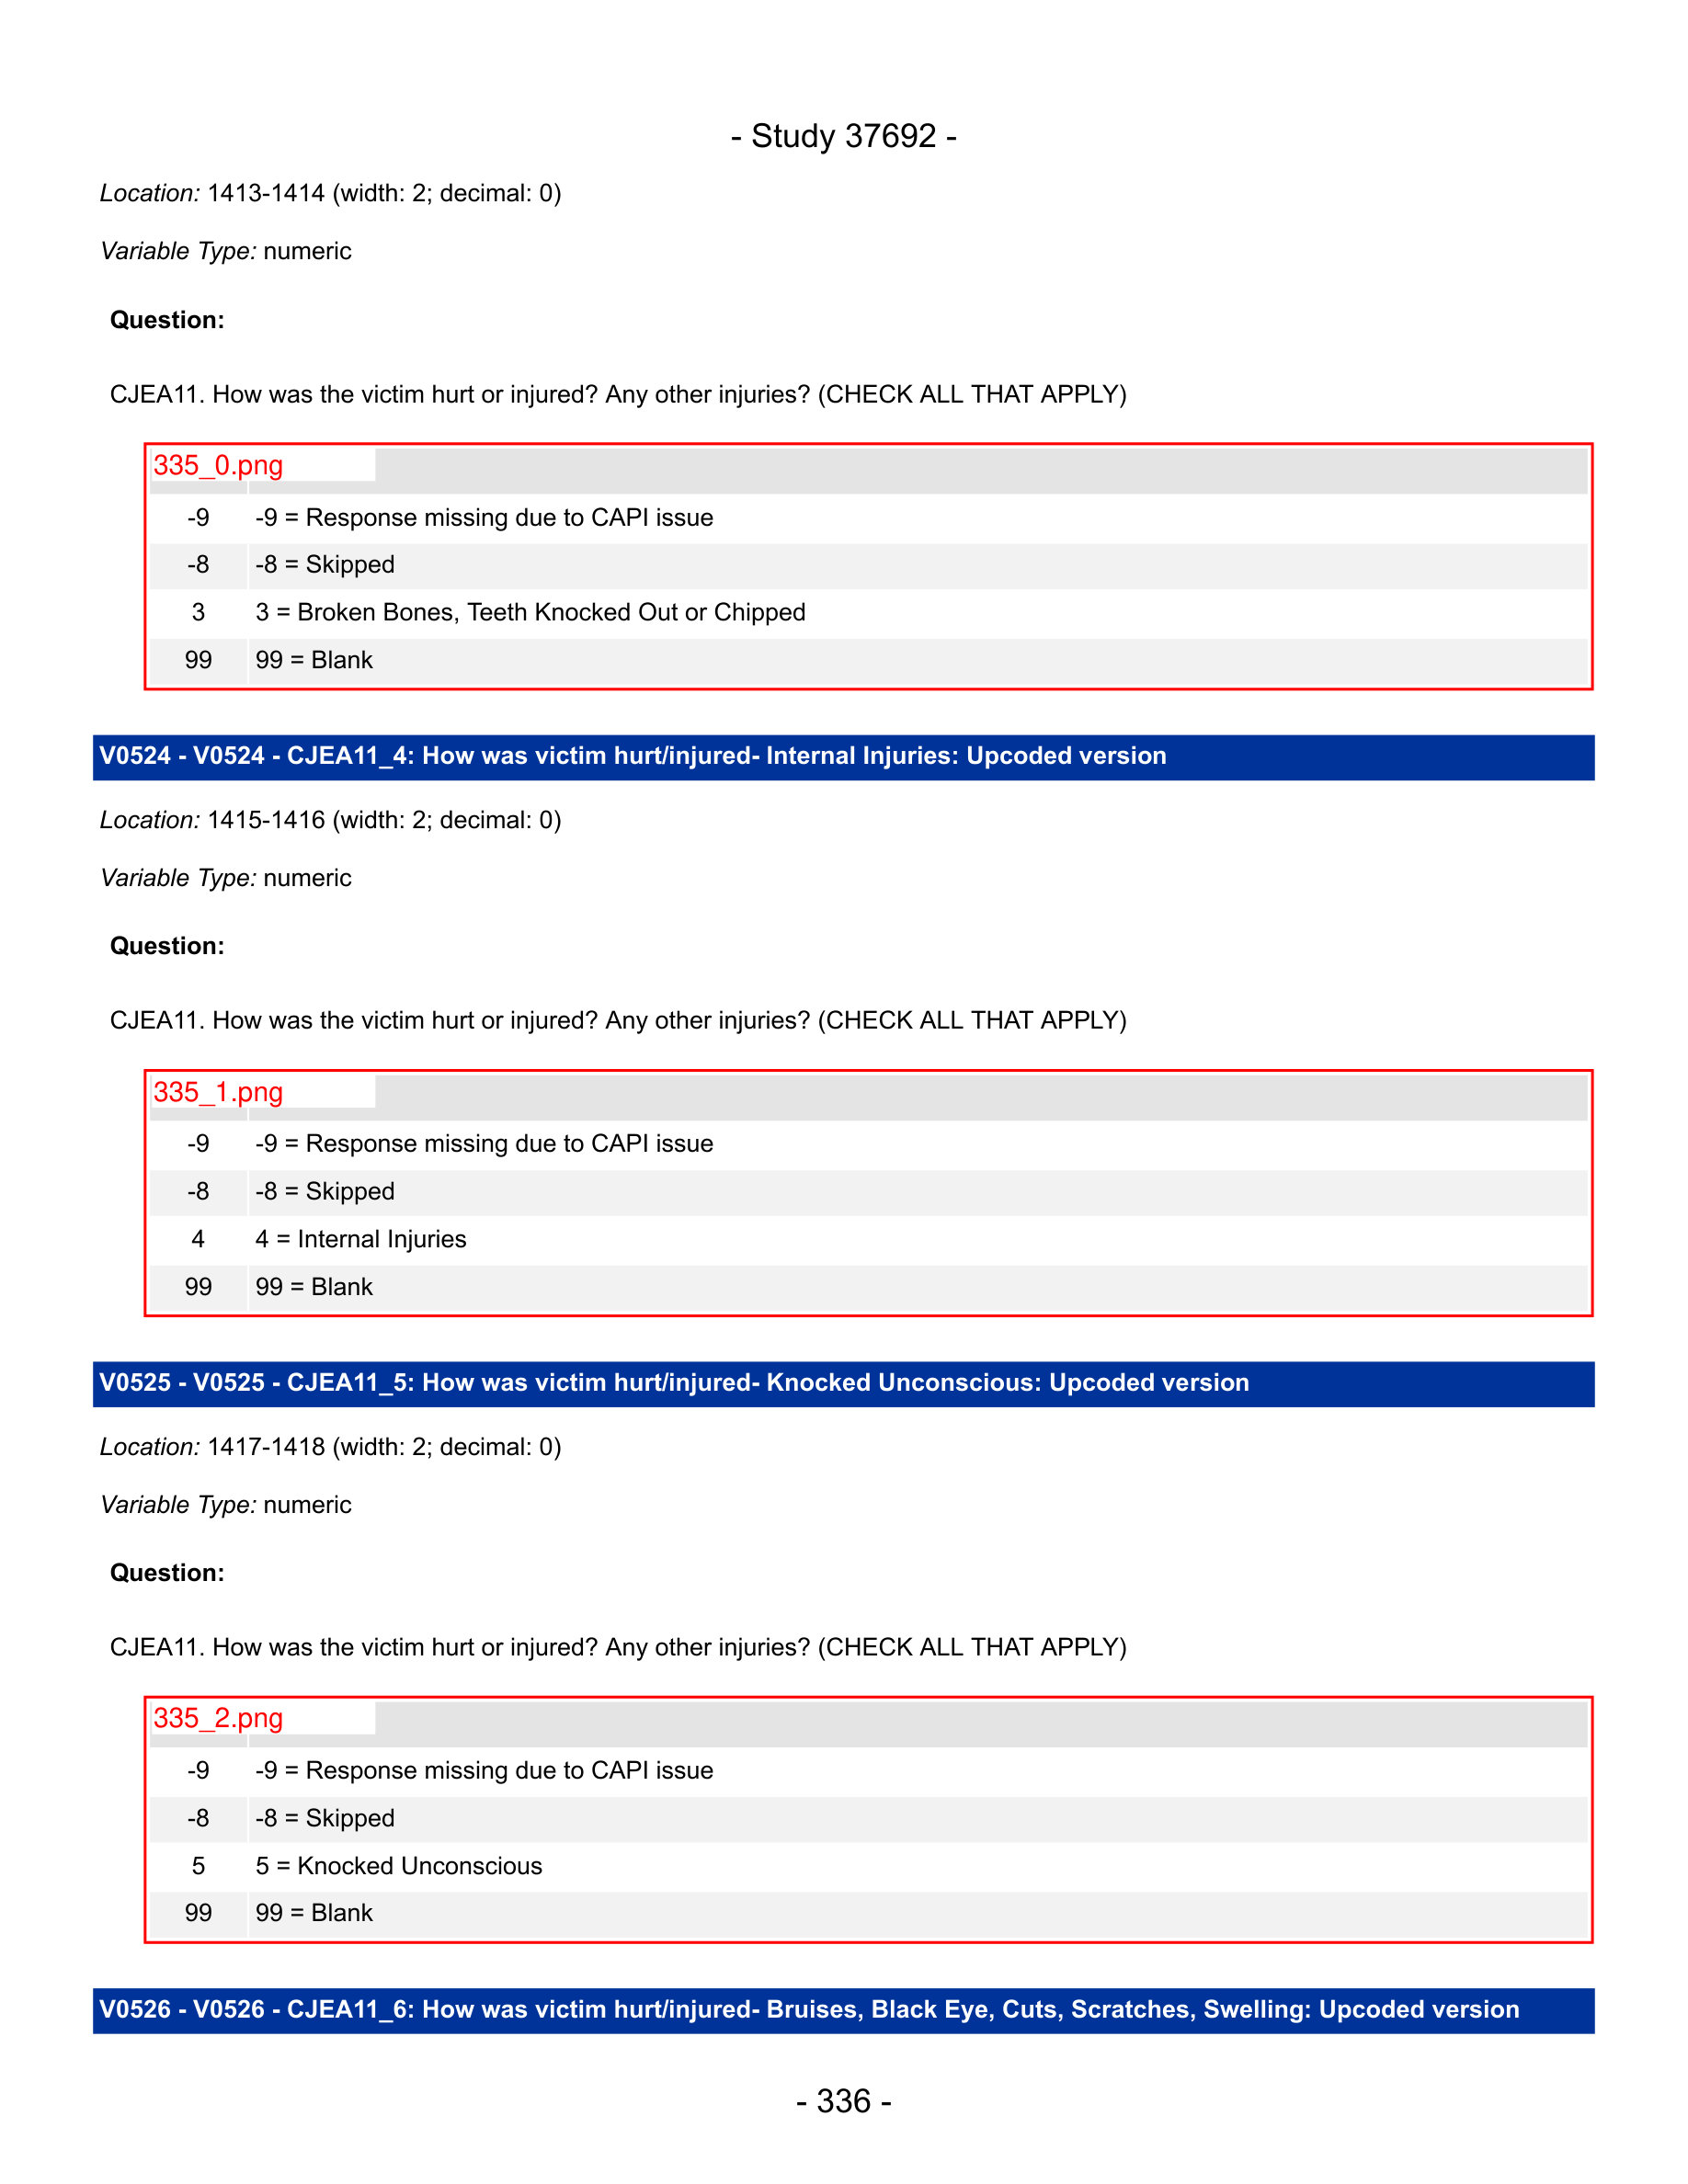 - Study 37692 -
Location: 1413-1414 (width: 2; decimal: 0)
Variable Type: numeric
Question:
CJEA11. How was the victim hurt or injured? Any other injuries? (CHECK ALL THAT APPLY)
335_0.png
-9 -9 = Response missing due to CAPI issue
-8 -8 = Skipped
3 3 = Broken Bones, Teeth Knocked Out or Chipped
99 99 = Blank
V0524 - V0524 - CJEA11_4: How was victim hurt/injured- Internal Injuries: Upcoded version
Location: 1415-1416 (width: 2; decimal: 0)
Variable Type: numeric
Question:
CJEA11. How was the victim hurt or injured? Any other injuries? (CHECK ALL THAT APPLY)
335_1.png
-9 -9 = Response missing due to CAPI issue
-8 -8 = Skipped
4 4 = Internal Injuries
99 99 = Blank
V0525 - V0525 - CJEA11_5: How was victim hurt/injured- Knocked Unconscious: Upcoded version
Location: 1417-1418 (width: 2; decimal: 0)
Variable Type: numeric
Question:
CJEA11. How was the victim hurt or injured? Any other injuries? (CHECK ALL THAT APPLY)
335_2.png
-9 -9 = Response missing due to CAPI issue
-8 -8 = Skipped
5 5 = Knocked Unconscious
99 99 = Blank
V0526 - V0526 - CJEA11_6: How was victim hurt/injured- Bruises, Black Eye, Cuts, Scratches, Swelling: Upcoded version
- 336 -